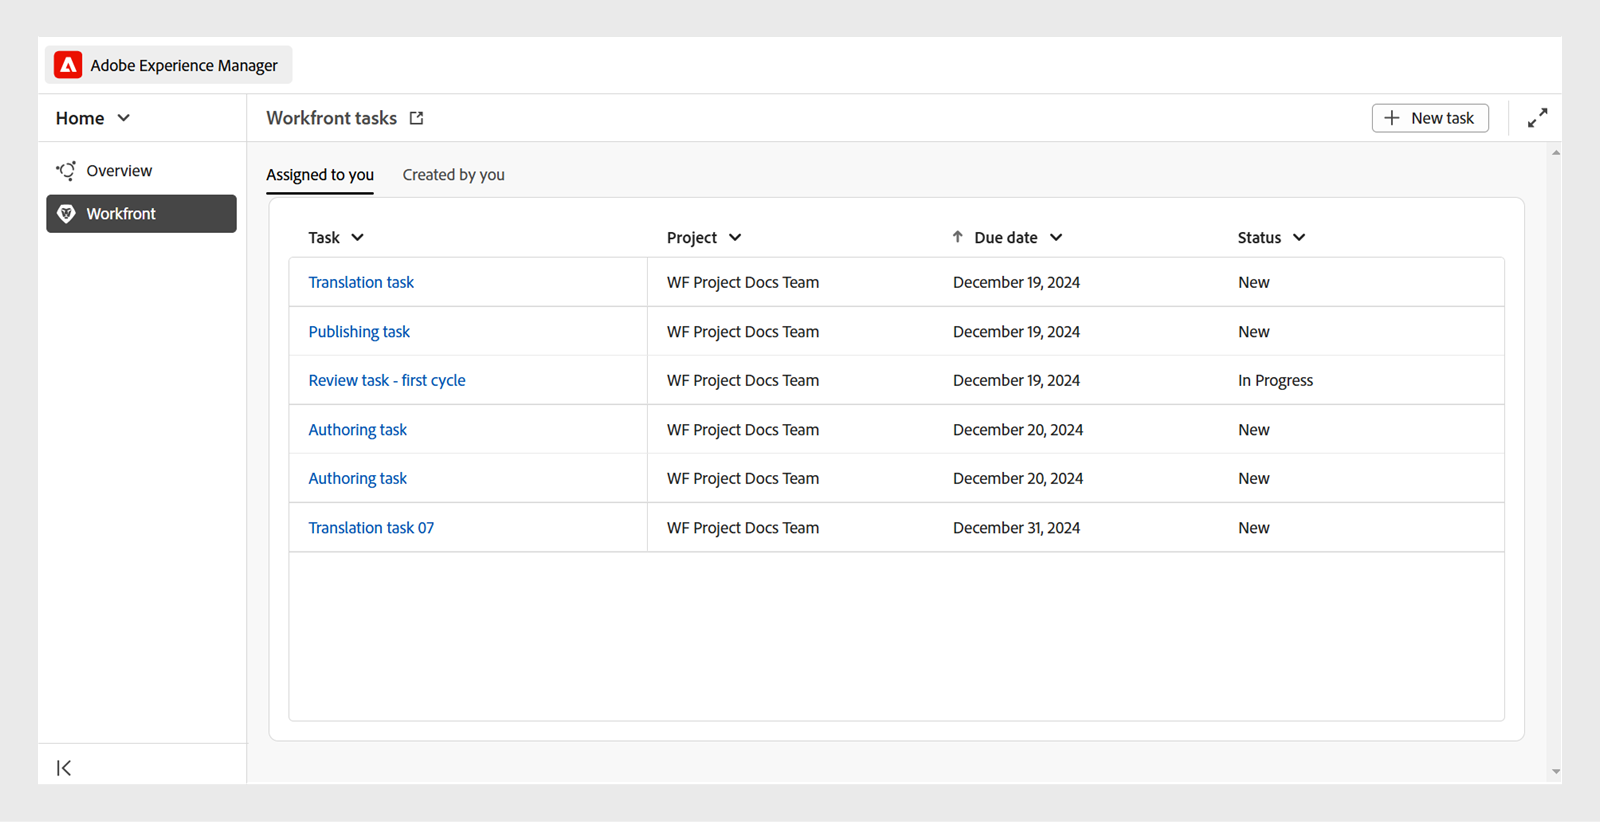 Adobe Experience Manager
Home
Workfront tasks
New task
Overview
Workfront
Assigned to you Created by you
Task Project Due date Status
Translation task WF Project Docs Team December 19, 2024 New
Publishing task WF Project Docs Team December 19, 2024 New
Review task - first cycle WF Project Docs Team December 19, 2024 In Progress
Authoring task WF Project Docs Team December 20, 2024 New
Authoring task WF Project Docs Team December 20, 2024 New
Translation task 07 WF Project Docs Team December 31, 2024 New